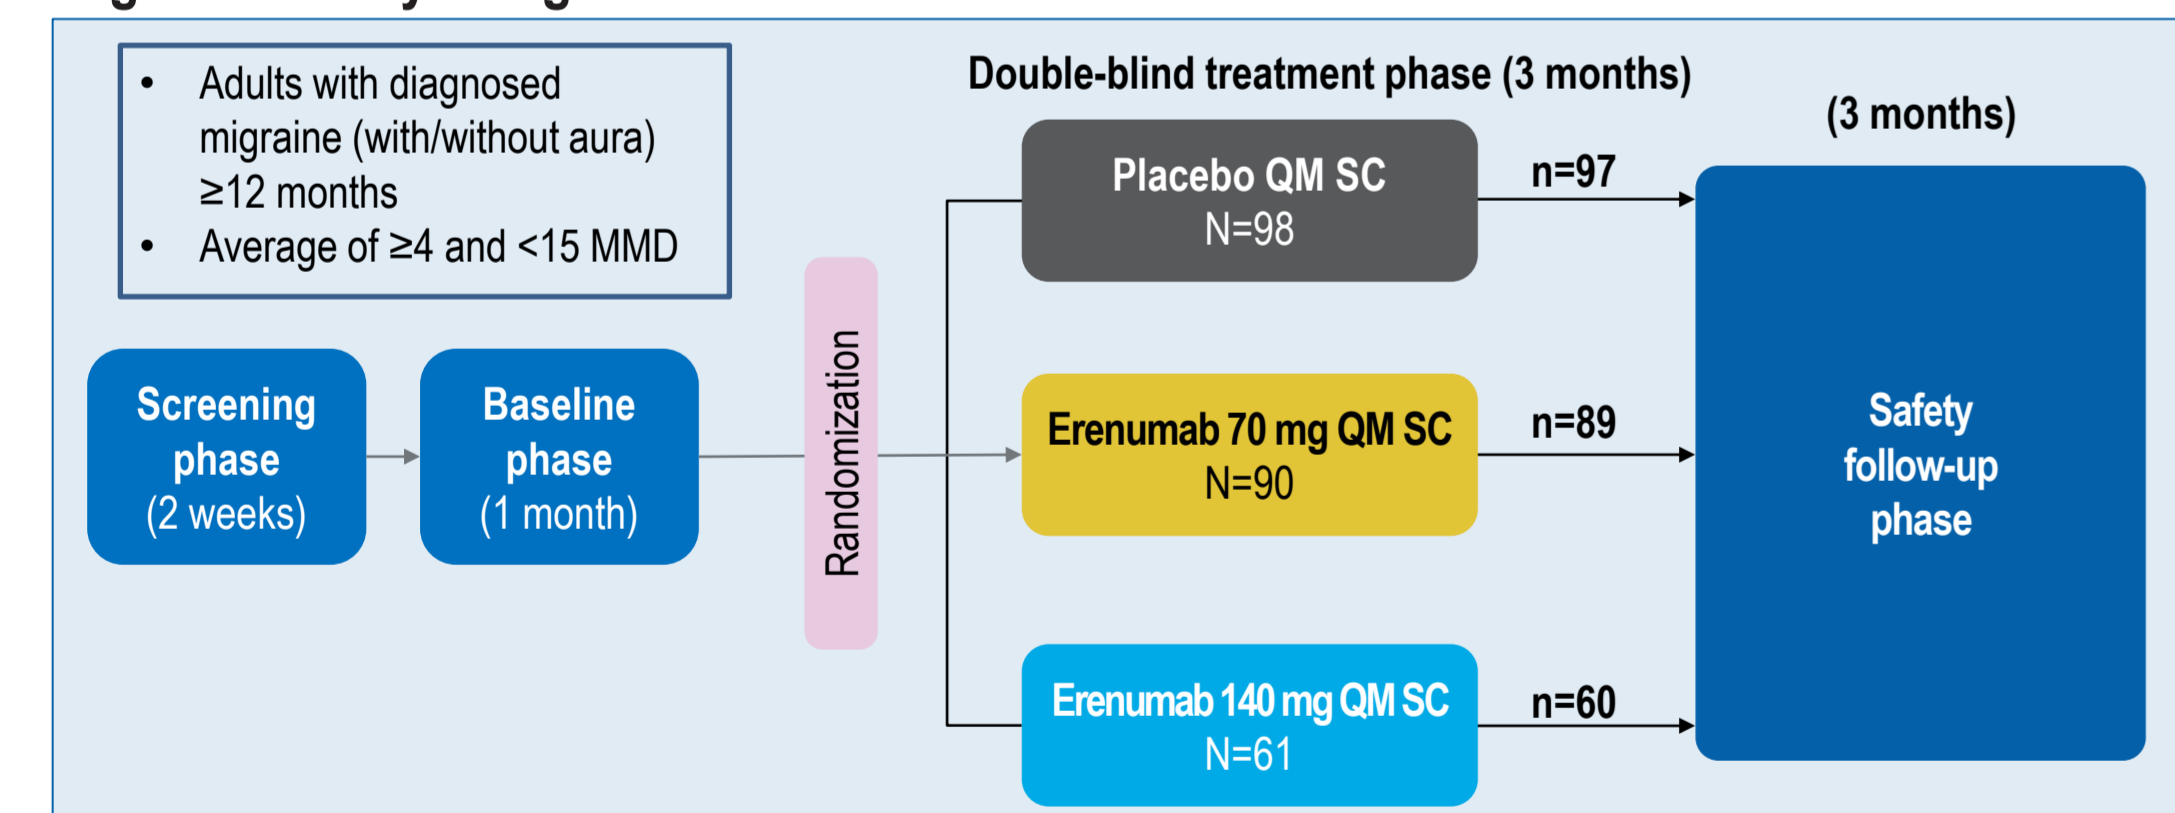 • Adults with diagnosed
migraine (with/without aura)
≥12 months
• Average of ≥4 and <15 MMD
Screening
phase
(2 weeks)
Baseline
phase
(1 month)
Randomization
Double-blind treatment phase (3 months)
Placebo QM SC
N=98
n=97
Erenumab 70 mg QM SC
N=90
n=89
Erenumab 140 mg QM SC
N=61
n=60
(3 months)
Safety
follow-up
phase